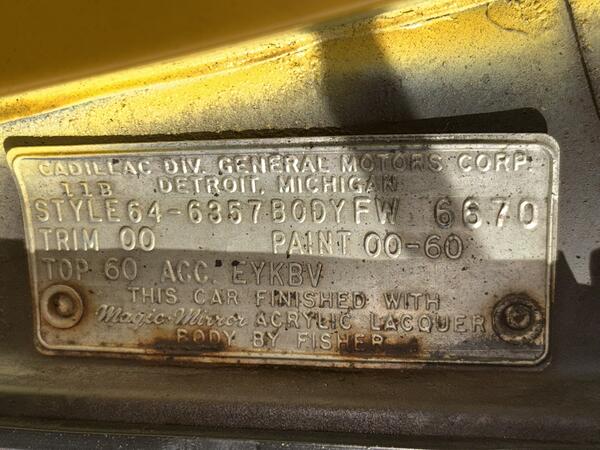 CADILLAC DIV. GENERAL MOTORS CORP.
11B DETROIT, MICHIGAN
STYLE 64-6357 BODY FW 6670
TRIM 00 PAINT 00-60
TOP 60 ACC. EYKBV
THIS CAR FINISHED WITH
Magic-Mirror ACRYLIC LACQUER
BODY BY FISHER